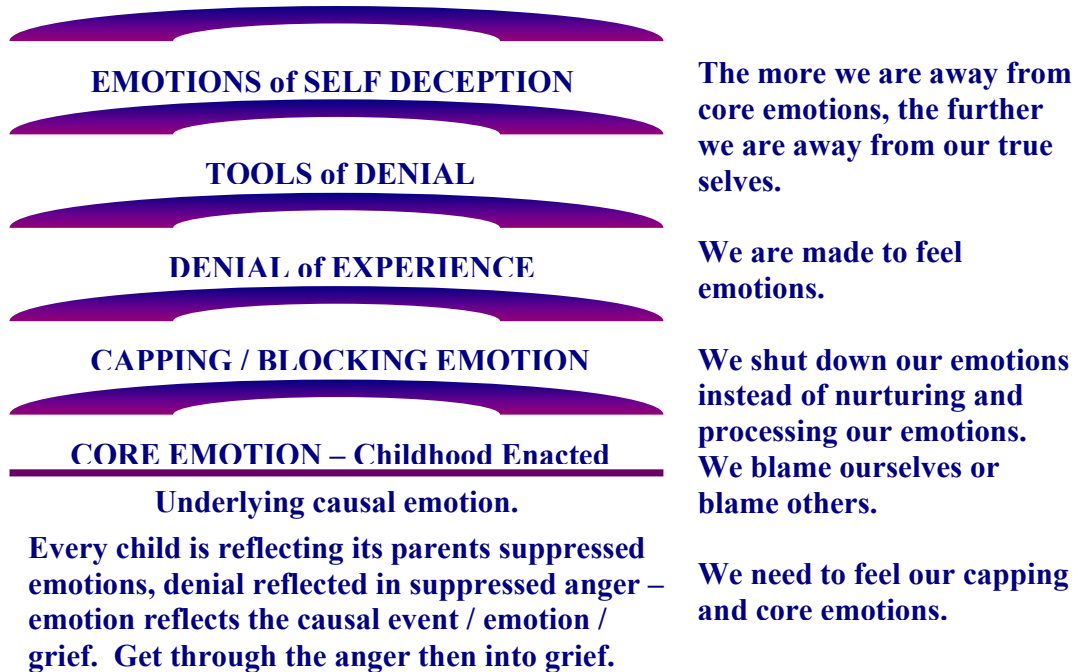 EMOTIONS of SELF DECEPTION
TOOLS of DENIAL
DENIAL of EXPERIENCE
CAPPING / BLOCKING EMOTION
CORE EMOTION – Childhood Enacted
Underlying causal emotion.
Every child is reflecting its parents suppressed
emotions, denial reflected in suppressed anger –
emotion reflects the causal event / emotion /
grief.  Get through the anger then into grief.
The more we are away from
core emotions, the further
we are away from our true
selves.
We are made to feel
emotions.
We shut down our emotions
instead of nurturing and
processing our emotions.
We blame ourselves or
blame others.
We need to feel our capping
and core emotions.